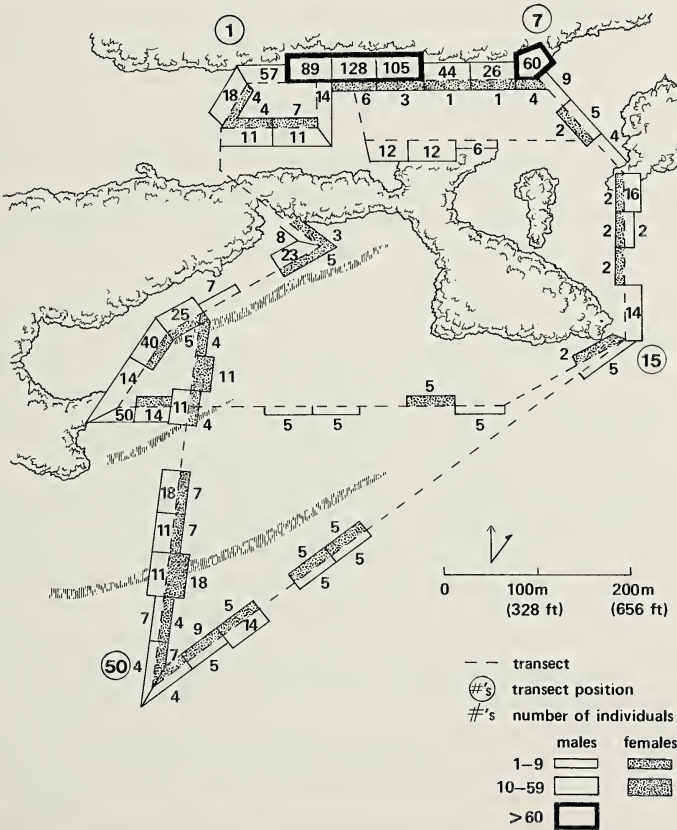 1 7
57 89 128 105 44 26 60 9
18 4 14 6 3 1 1 4 5
4 7 2 4
11 11
12 12 6
16
2
2 2
2
8 3
23 5
7
25
14
40 5 4
2
15
14 11
5
5
50 14 11 4
5 5 5
18 7
11 7
5
5 5
11 18
5
7 4
5
9 14
50 4 7 5
4
0 100m 200m
(328 ft) (656 ft)
transect
#'s transect position
#'s number of individuals
males females
1–9
10–59
>60